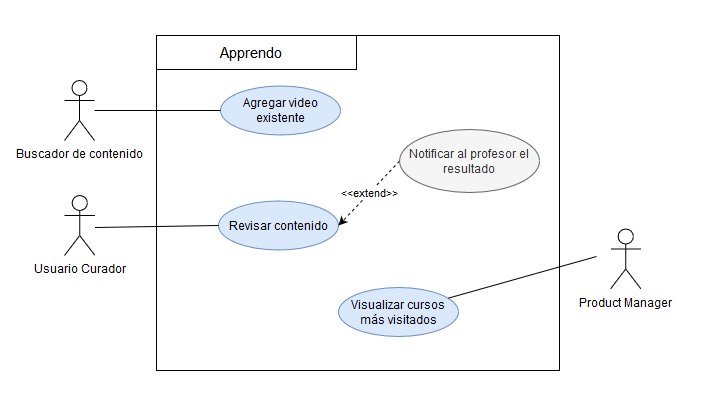 Apprendo
Agregar video
existente
Buscador de contenido
Notificar al profesor el
resultado
<<extend>>
Revisar contenido
Usuario Curador
Visualizar cursos
más visitados
Product Manager